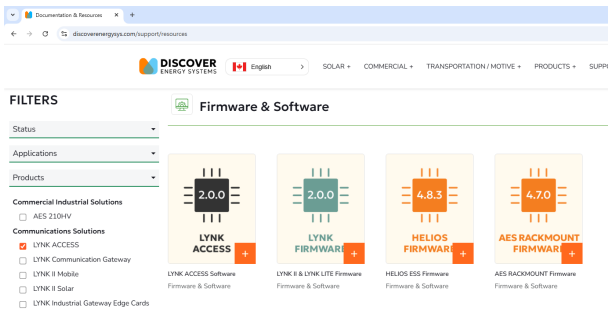 Documentation & Resources
discoverenergysys.com/support/resources
DISCOVER
ENERGY SYSTEMS
English
SOLAR +
COMMERCIAL +
TRANSPORTATION / MOTIVE +
PRODUCTS +
SUPPO
FILTERS
Status
Applications
Products
Commercial Industrial Solutions
AES 210HV
Communications Solutions
LYNK ACCESS
LYNK Communication Gateway
LYNK II Mobile
LYNK II Solar
LYNK Industrial Gateway Edge Cards
Firmware & Software
2.0.0
LYNK
ACCESS
+
LYNK ACCESS Software
Firmware & Software
2.0.0
LYNK
FIRMWARE
+
LYNK II & LYNK LITE Firmware
Firmware & Software
4.8.3
HELIOS
FIRMWARE
+
HELIOS ESS Firmware
Firmware & Software
4.7.0
AES RACKMOUNT
FIRMWARE
+
AES RACKMOUNT Firmware
Firmware & Software